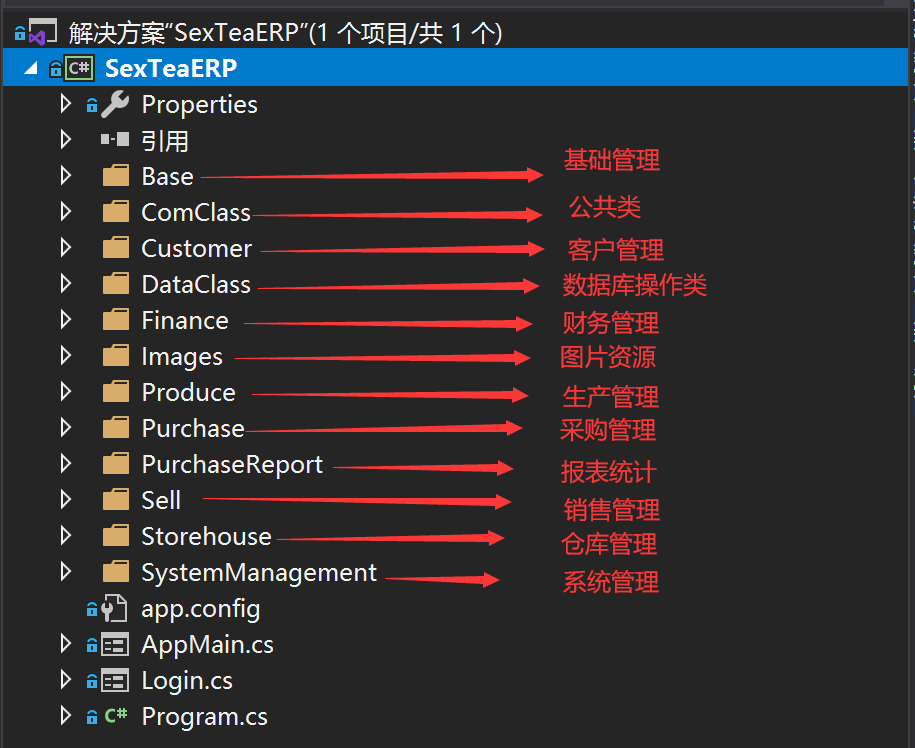 解决方案"SexTeaERP"(1 个项目/共 1 个)
C# SexTeaERP
Properties
引用
Base 基础管理
ComClass 公共类
Customer 客户管理
DataClass 数据库操作类
Finance 财务管理
Images 图片资源
Produce 生产管理
Purchase 采购管理
PurchaseReport 报表统计
Sell 销售管理
Storehouse 仓库管理
SystemManagement 系统管理
app.config
AppMain.cs
Login.cs
C# Program.cs